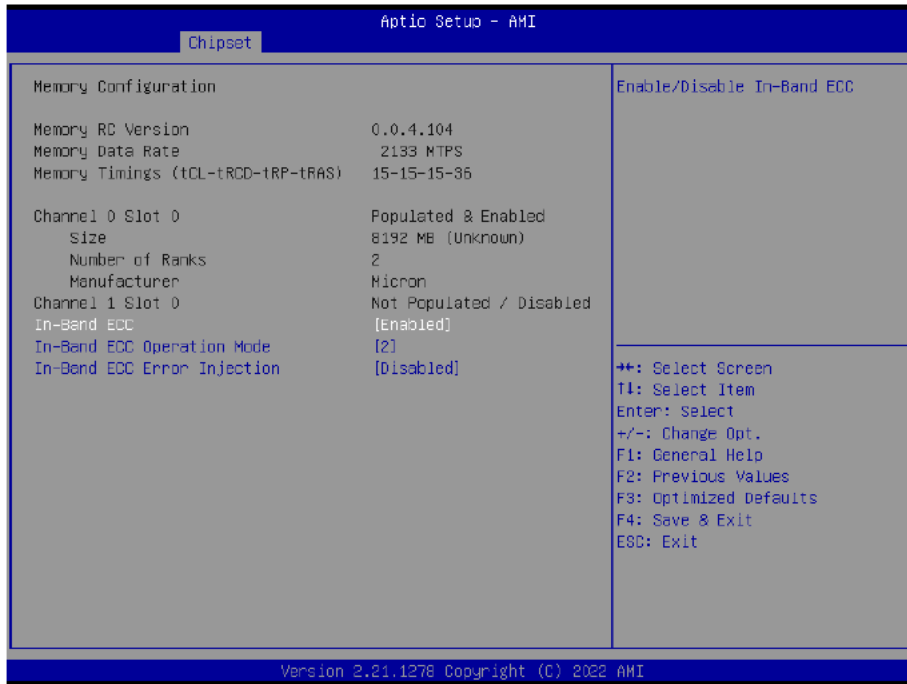 Aptio Setup - AMI
Chipset
Memory Configuration
Enable/Disable In-Band ECC
Memory RC Version 0.0.4.104
Memory Data Rate 2133 MTPS
Memory Timings (tCL-tRCD-tRP-tRAS) 15-15-15-36
Channel 0 Slot 0 Populated & Enabled
Size 8192 MB (Unknown)
Number of Ranks 2
Manufacturer Micron
Channel 1 Slot 0 Not Populated / Disabled
In-Band ECC [Enabled]
In-Band ECC Operation Mode [2]
In-Band ECC Error Injection [Disabled]
→←: Select Screen
↑↓: Select Item
Enter: Select
+/-: Change Opt.
F1: General Help
F2: Previous Values
F3: Optimized Defaults
F4: Save & Exit
ESC: Exit
Version 2.21.1278 Copyright (C) 2022 AMI